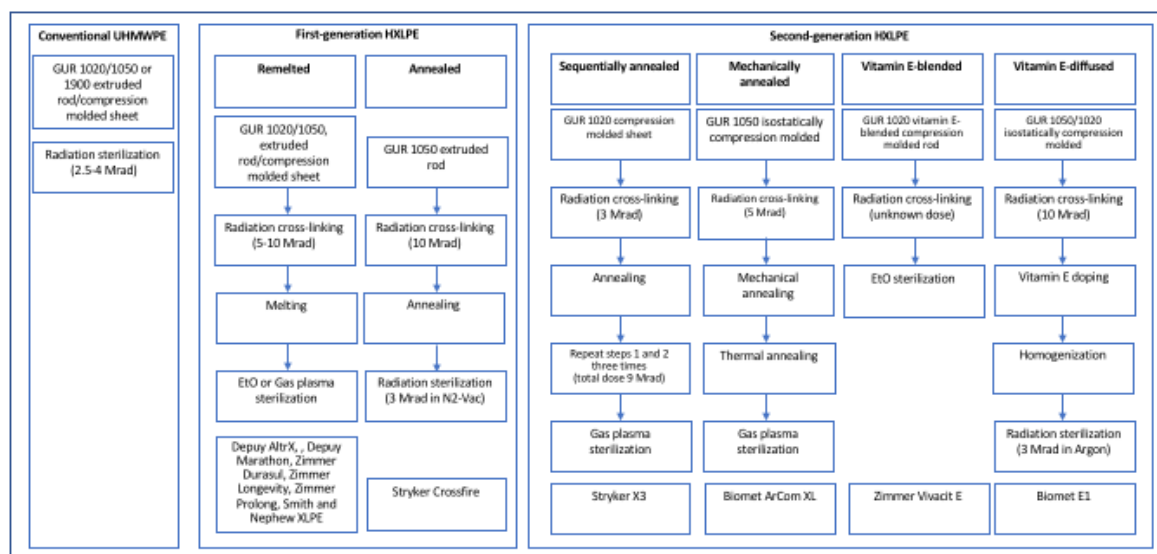 Conventional UHMWPE
GUR 1020/1050 or
1900 extruded
rod/compression
molded sheet
Radiation sterilization
(2.5-4 Mrad)
First-generation HXLPE
Remelted
GUR 1020/1050,
extruded
rod/compression
molded sheet
Radiation cross-linking
(5-10 Mrad)
Melting
EtO or Gas plasma
sterilization
Depuy AltrX, , Depuy
Marathon, Zimmer
Durasul, Zimmer
Longevity, Zimmer
Prolong, Smith and
Nephew XLPE
Annealed
GUR 1050 extruded
rod
Radiation cross-linking
(10 Mrad)
Annealing
Radiation sterilization
(3 Mrad in N2-Vac)
Stryker Crossfire
Second-generation HXLPE
Sequentially annealed
GUR 1020 compression
molded sheet
Radiation cross-linking
(3 Mrad)
Annealing
Repeat steps 1 and 2
three times
(total dose 9 Mrad)
Gas plasma
sterilization
Stryker X3
Mechanically
annealed
GUR 1050 isostatically
compression molded
Radiation cross-linking
(5 Mrad)
Mechanical
annealing
Thermal annealing
Gas plasma
sterilization
Biomet ArCom XL
Vitamin E-blended
GUR 1020 vitamin E-
blended compression
molded rod
Radiation cross-linking
(unknown dose)
EtO sterilization
Zimmer Vivacit E
Vitamin E-diffused
GUR 1050/1020
isostatically compression
molded
Radiation cross-linking
(10 Mrad)
Vitamin E doping
Homogenization
Radiation sterilization
(3 Mrad in Argon)
Biomet E1